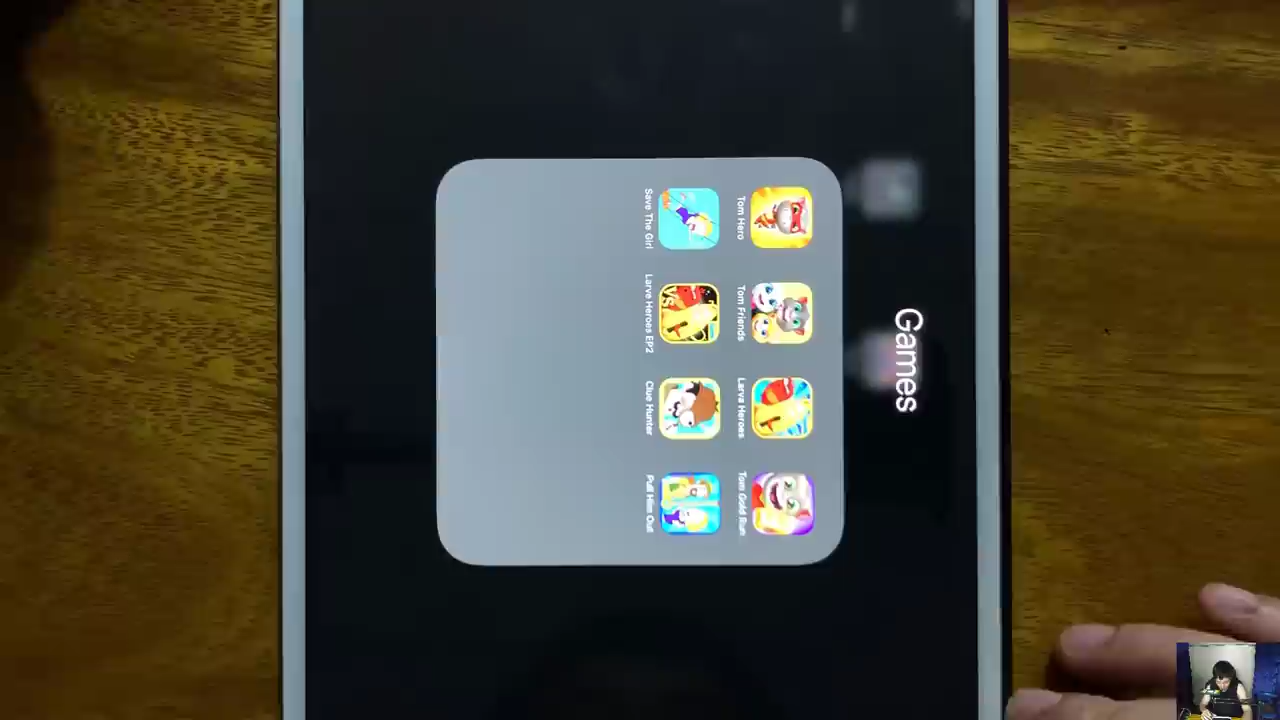 Games
Tom Hero
Tom Friends
Larva Heroes
Tom Gold Run
Save The Girl
Larve Heroes EP2
Clue Hunter
Pull Him Out